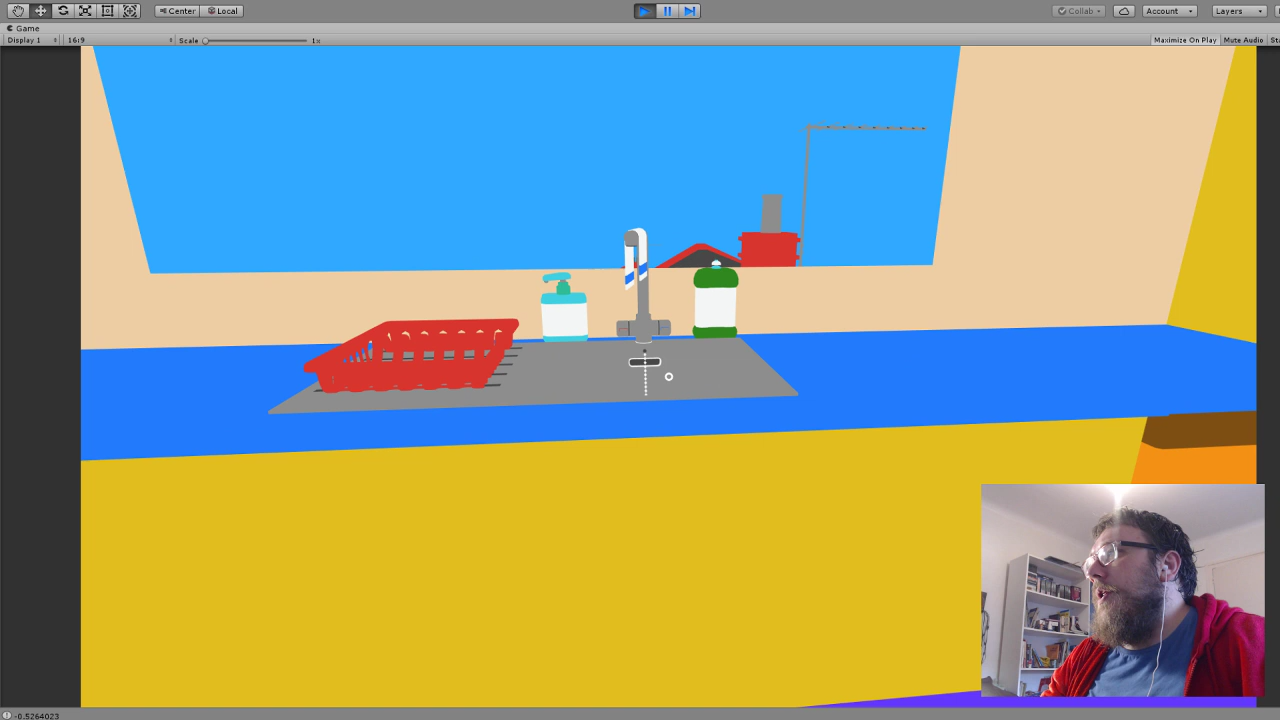 Center Local Collab Account Layers
Game
Display 1 16:9 Scale 1x Maximize On Play Mute Audio Sta
-0.5264023